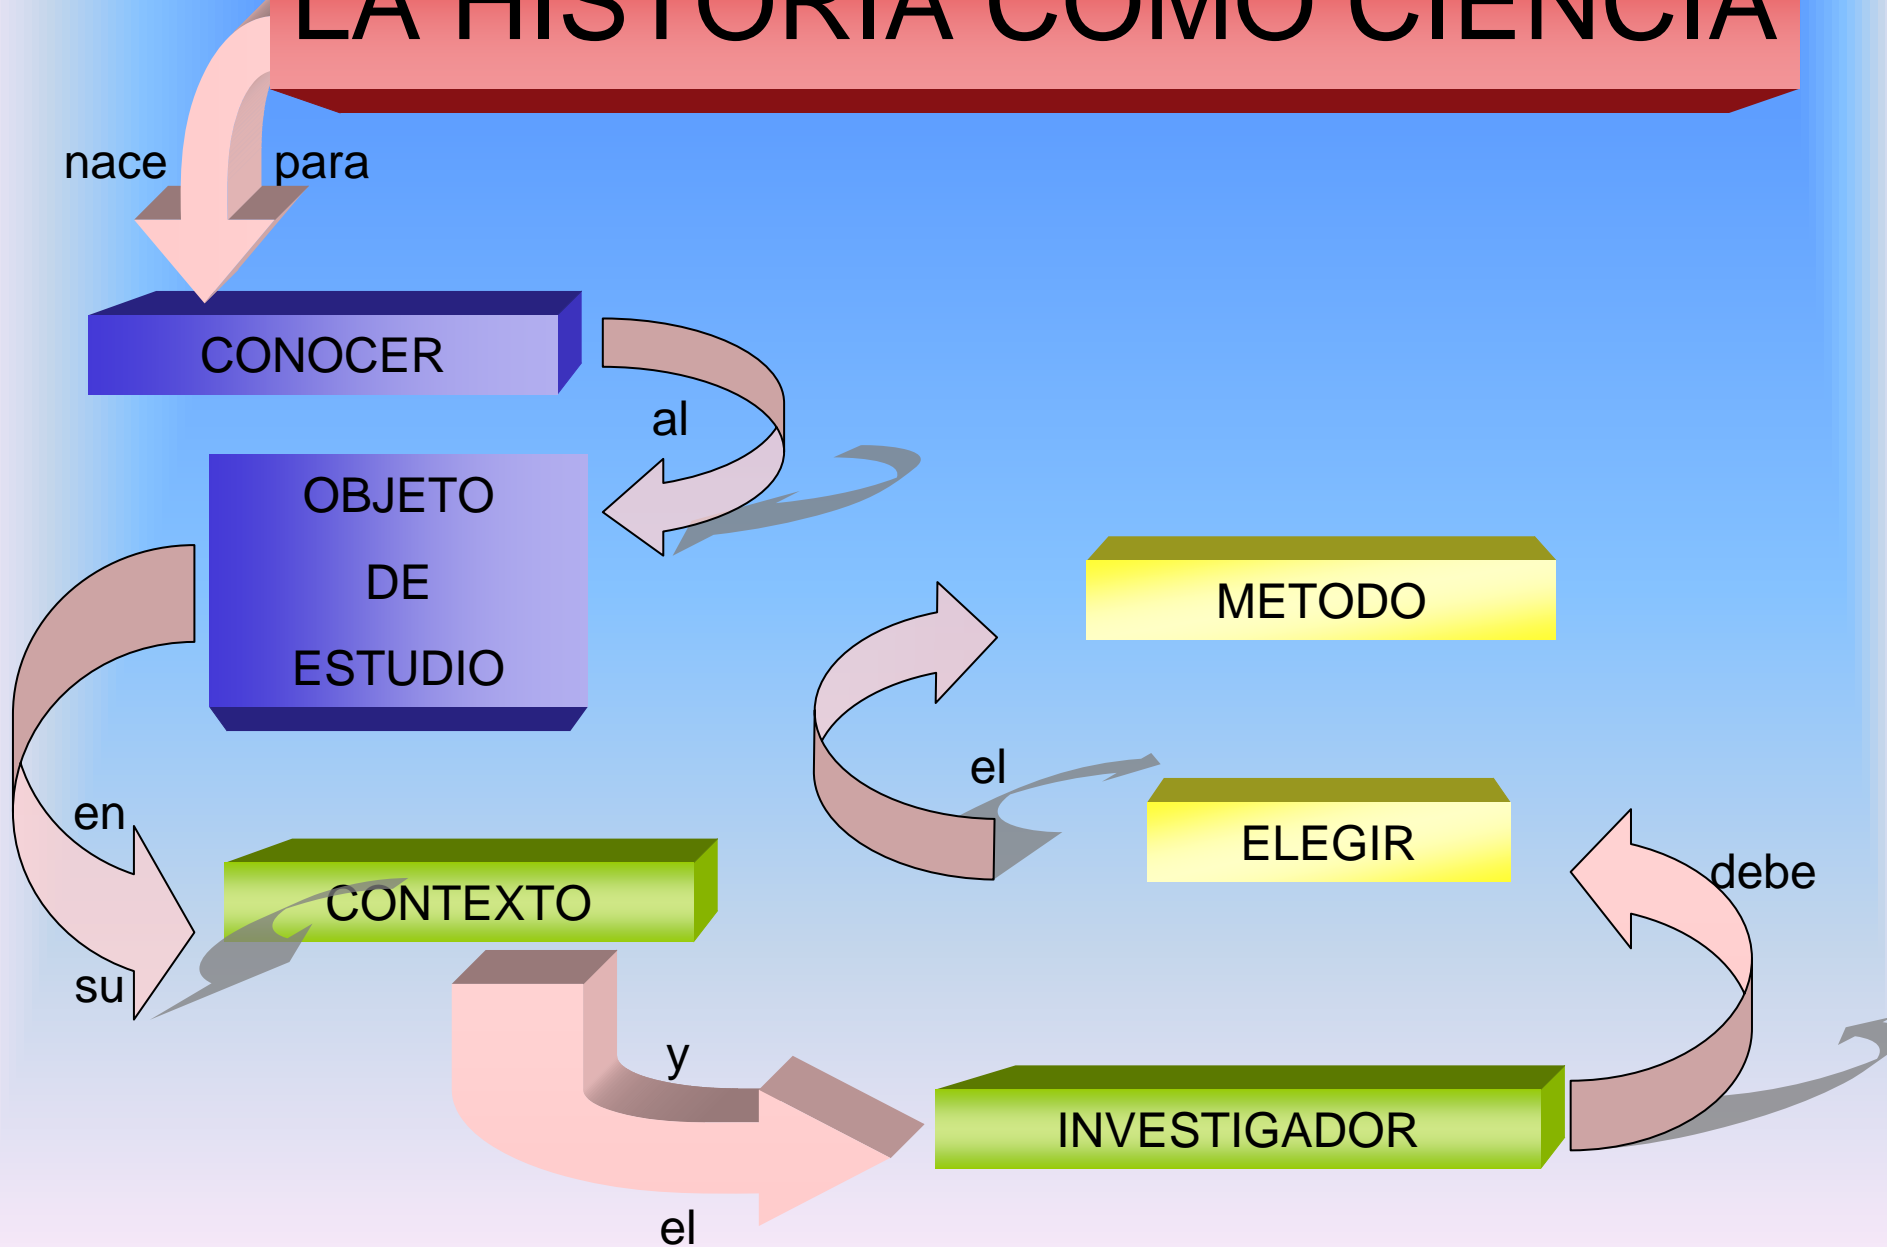 LA HISTORIA COMO CIENCIA
nace para
CONOCER
al
OBJETO
DE
ESTUDIO
en
su
CONTEXTO
y
el
INVESTIGADOR
debe
ELEGIR
el
METODO